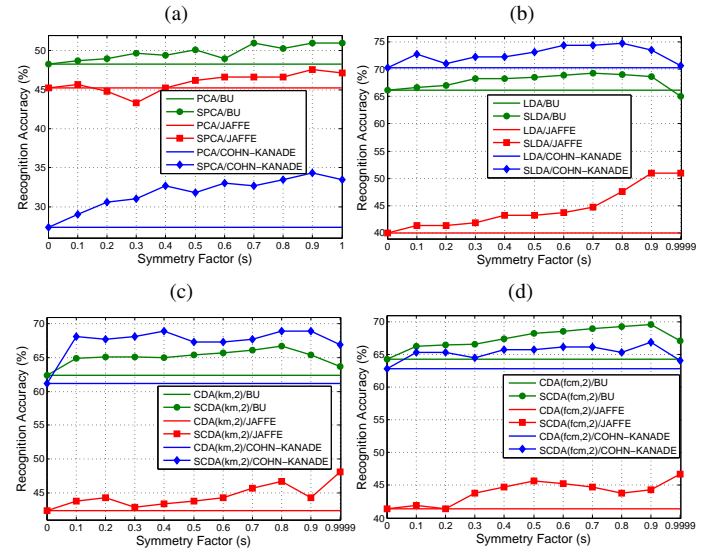 (a)
Recognition Accuracy (%)
50
45
40
35
30
PCA/BU
SPCA/BU
PCA/JAFFE
SPCA/JAFFE
PCA/COHN−KANADE
SPCA/COHN−KANADE
0 0.1 0.2 0.3 0.4 0.5 0.6 0.7 0.8 0.9 1
Symmetry Factor (s)
(b)
Recognition Accuracy (%)
75
70
65
60
55
50
45
40
LDA/BU
SLDA/BU
LDA/JAFFE
SLDA/JAFFE
LDA/COHN−KANADE
SLDA/COHN−KANADE
0 0.1 0.2 0.3 0.4 0.5 0.6 0.7 0.8 0.9 0.9999
Symmetry Factor (s)
(c)
Recognition Accuracy (%)
70
65
60
55
50
45
CDA(km,2)/BU
SCDA(km,2)/BU
CDA(km,2)/JAFFE
SCDA(km,2)/JAFFE
CDA(km,2)/COHN−KANADE
SCDA(km,2)/COHN−KANADE
0 0.1 0.2 0.3 0.4 0.5 0.6 0.7 0.8 0.9 0.9999
Symmetry Factor (s)
(d)
Recognition Accuracy (%)
70
65
60
55
50
45
40
CDA(fcm,2)/BU
SCDA(fcm,2)/BU
CDA(fcm,2)/JAFFE
SCDA(fcm,2)/JAFFE
CDA(fcm,2)/COHN−KANADE
SCDA(fcm,2)/COHN−KANADE
0 0.1 0.2 0.3 0.4 0.5 0.6 0.7 0.8 0.9 0.9999
Symmetry Factor (s)